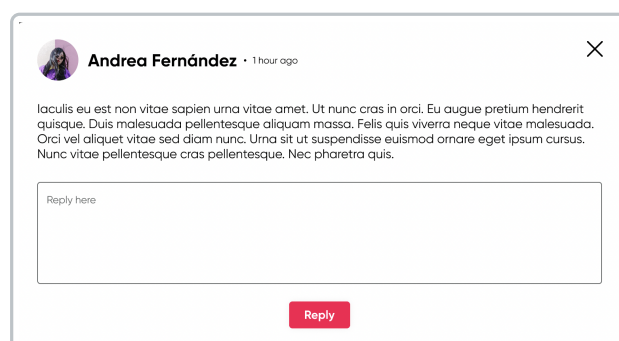 Andrea Fernández · 1 hour ago
Iaculis eu est non vitae sapien urna vitae amet. Ut nunc cras in orci. Eu augue pretium hendrerit
quisque. Duis malesuada pellentesque aliquam massa. Felis quis viverra neque vitae malesuada.
Orci vel aliquet vitae sed diam nunc. Urna sit ut suspendisse euismod ornare eget ipsum cursus.
Nunc vitae pellentesque cras pellentesque. Nec pharetra quis.
Reply here
Reply